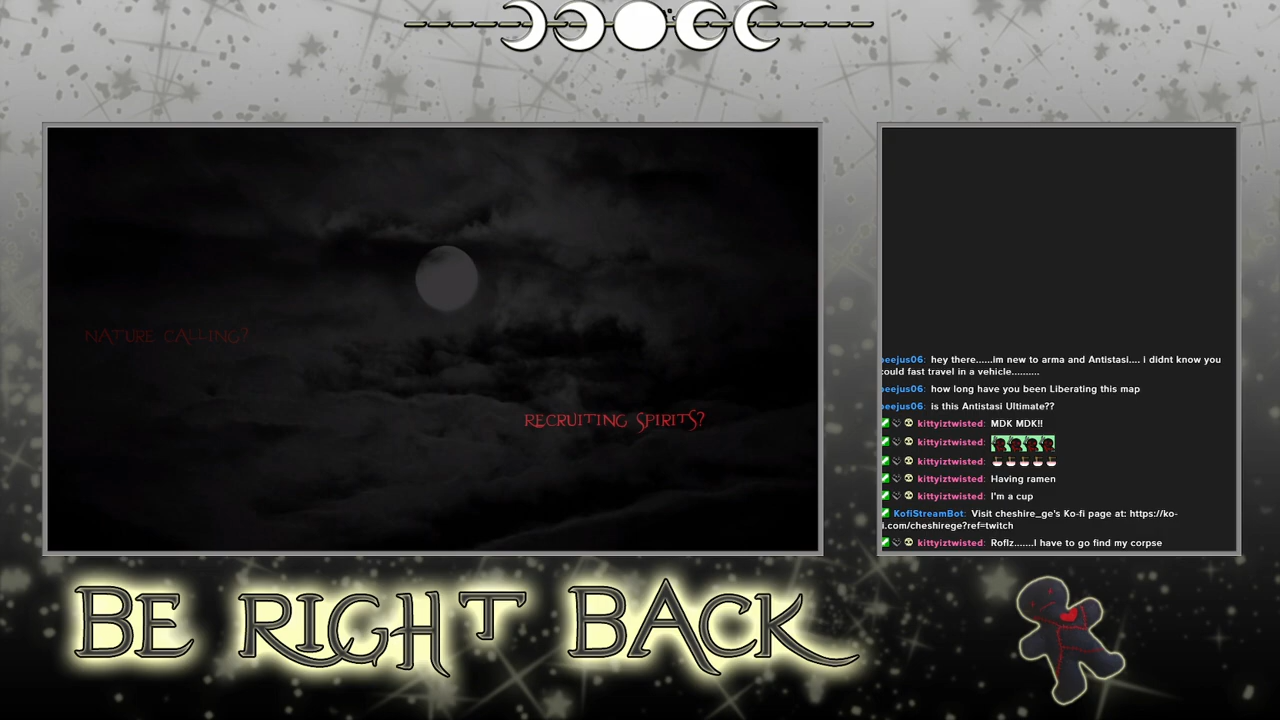 NATURE CALLING?
RECRUITING SPIRITS?
eejus06: hey there......im new to arma and Antistasi.... i didnt know you
could fast travel in a vehicle..........
eejus06: how long have you been Liberating this map
eejus06: is this Antistasi Ultimate??
kittyiztwisted: MDK MDK!!
kittyiztwisted:
kittyiztwisted:
kittyiztwisted: Having ramen
kittyiztwisted: I'm a cup
KofiStreamBot: Visit cheshire_ge's Ko-fi page at: https://ko-
i.com/cheshirege?ref=twitch
kittyiztwisted: Roflz.......I have to go find my corpse
BE RIGHT BACK